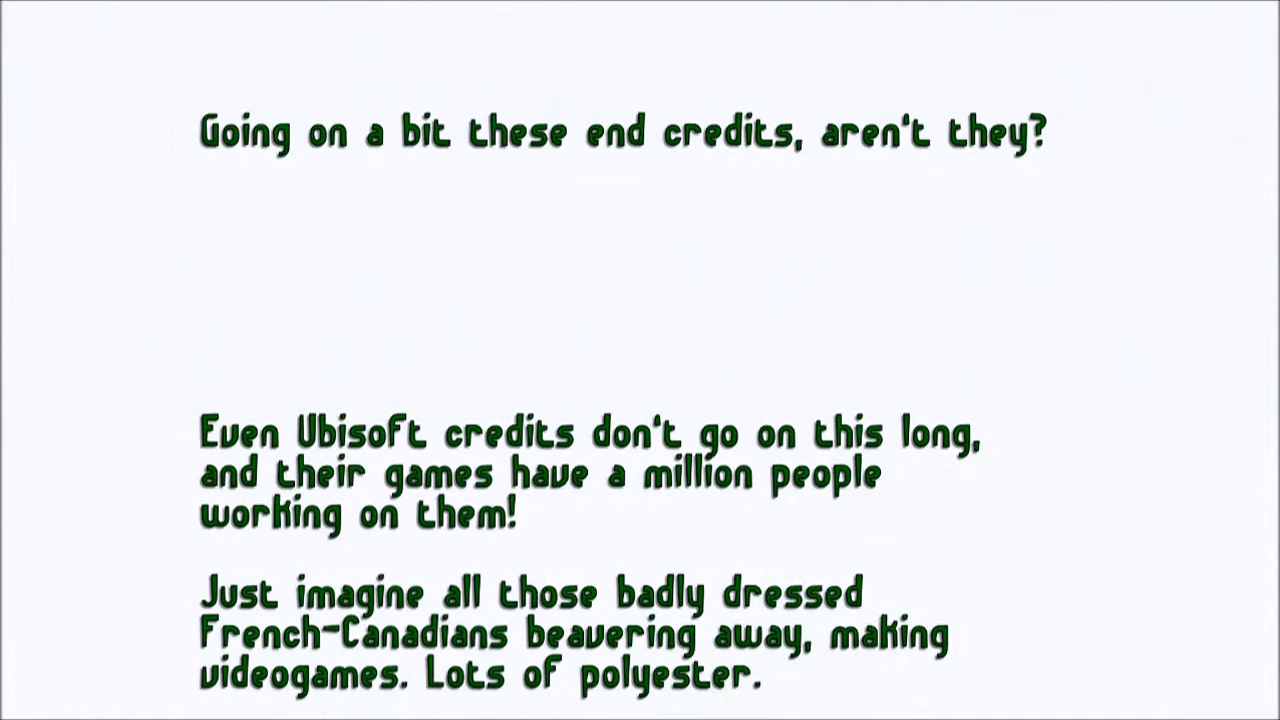 Going on a bit these end credits, aren't they?
Even Ubisoft credits don't go on this long,
and their games have a million people
working on them!
Just imagine all those badly dressed
French-Canadians beavering away, making
videogames. Lots of polyester.